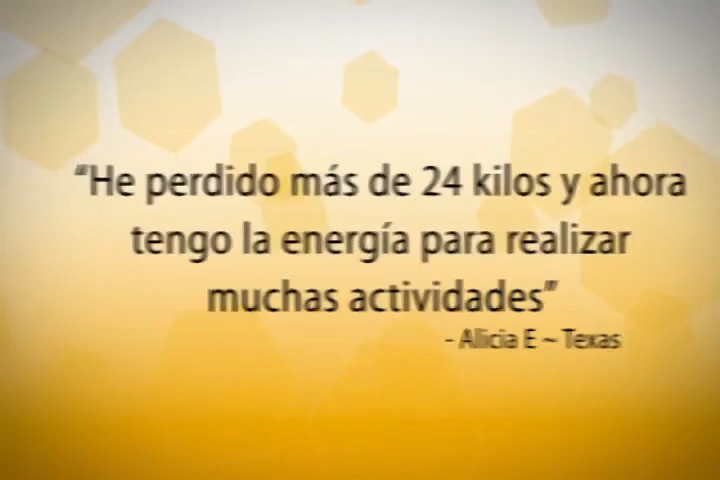 “He perdido más de 24 kilos y ahora
tengo la energía para realizar
muchas actividades”
- Alicia E ~ Texas